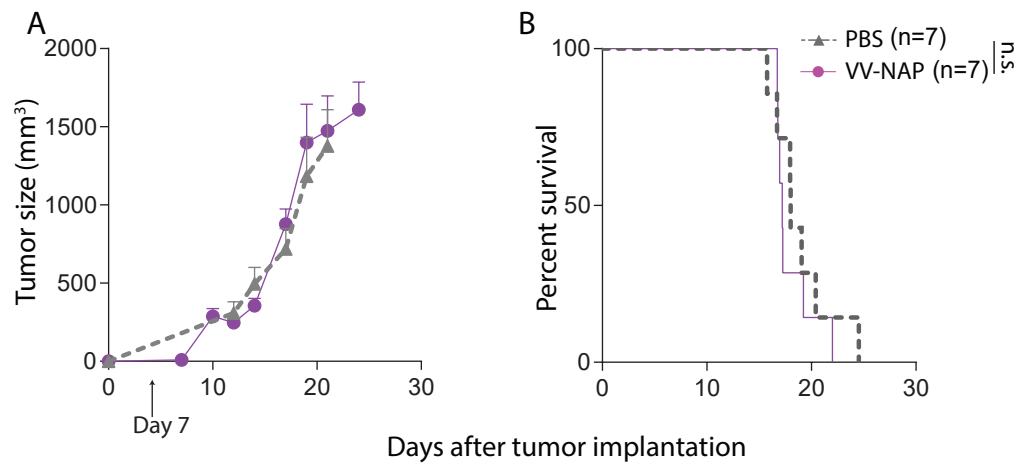 A
Tumor size (mm³)
2000
1500
1000
500
0
0
10
20
30
Day 7
B
PBS (n=7)
VV-NAP (n=7)
n.s.
Percent survival
100
50
0
0
10
20
30
Days after tumor implantation